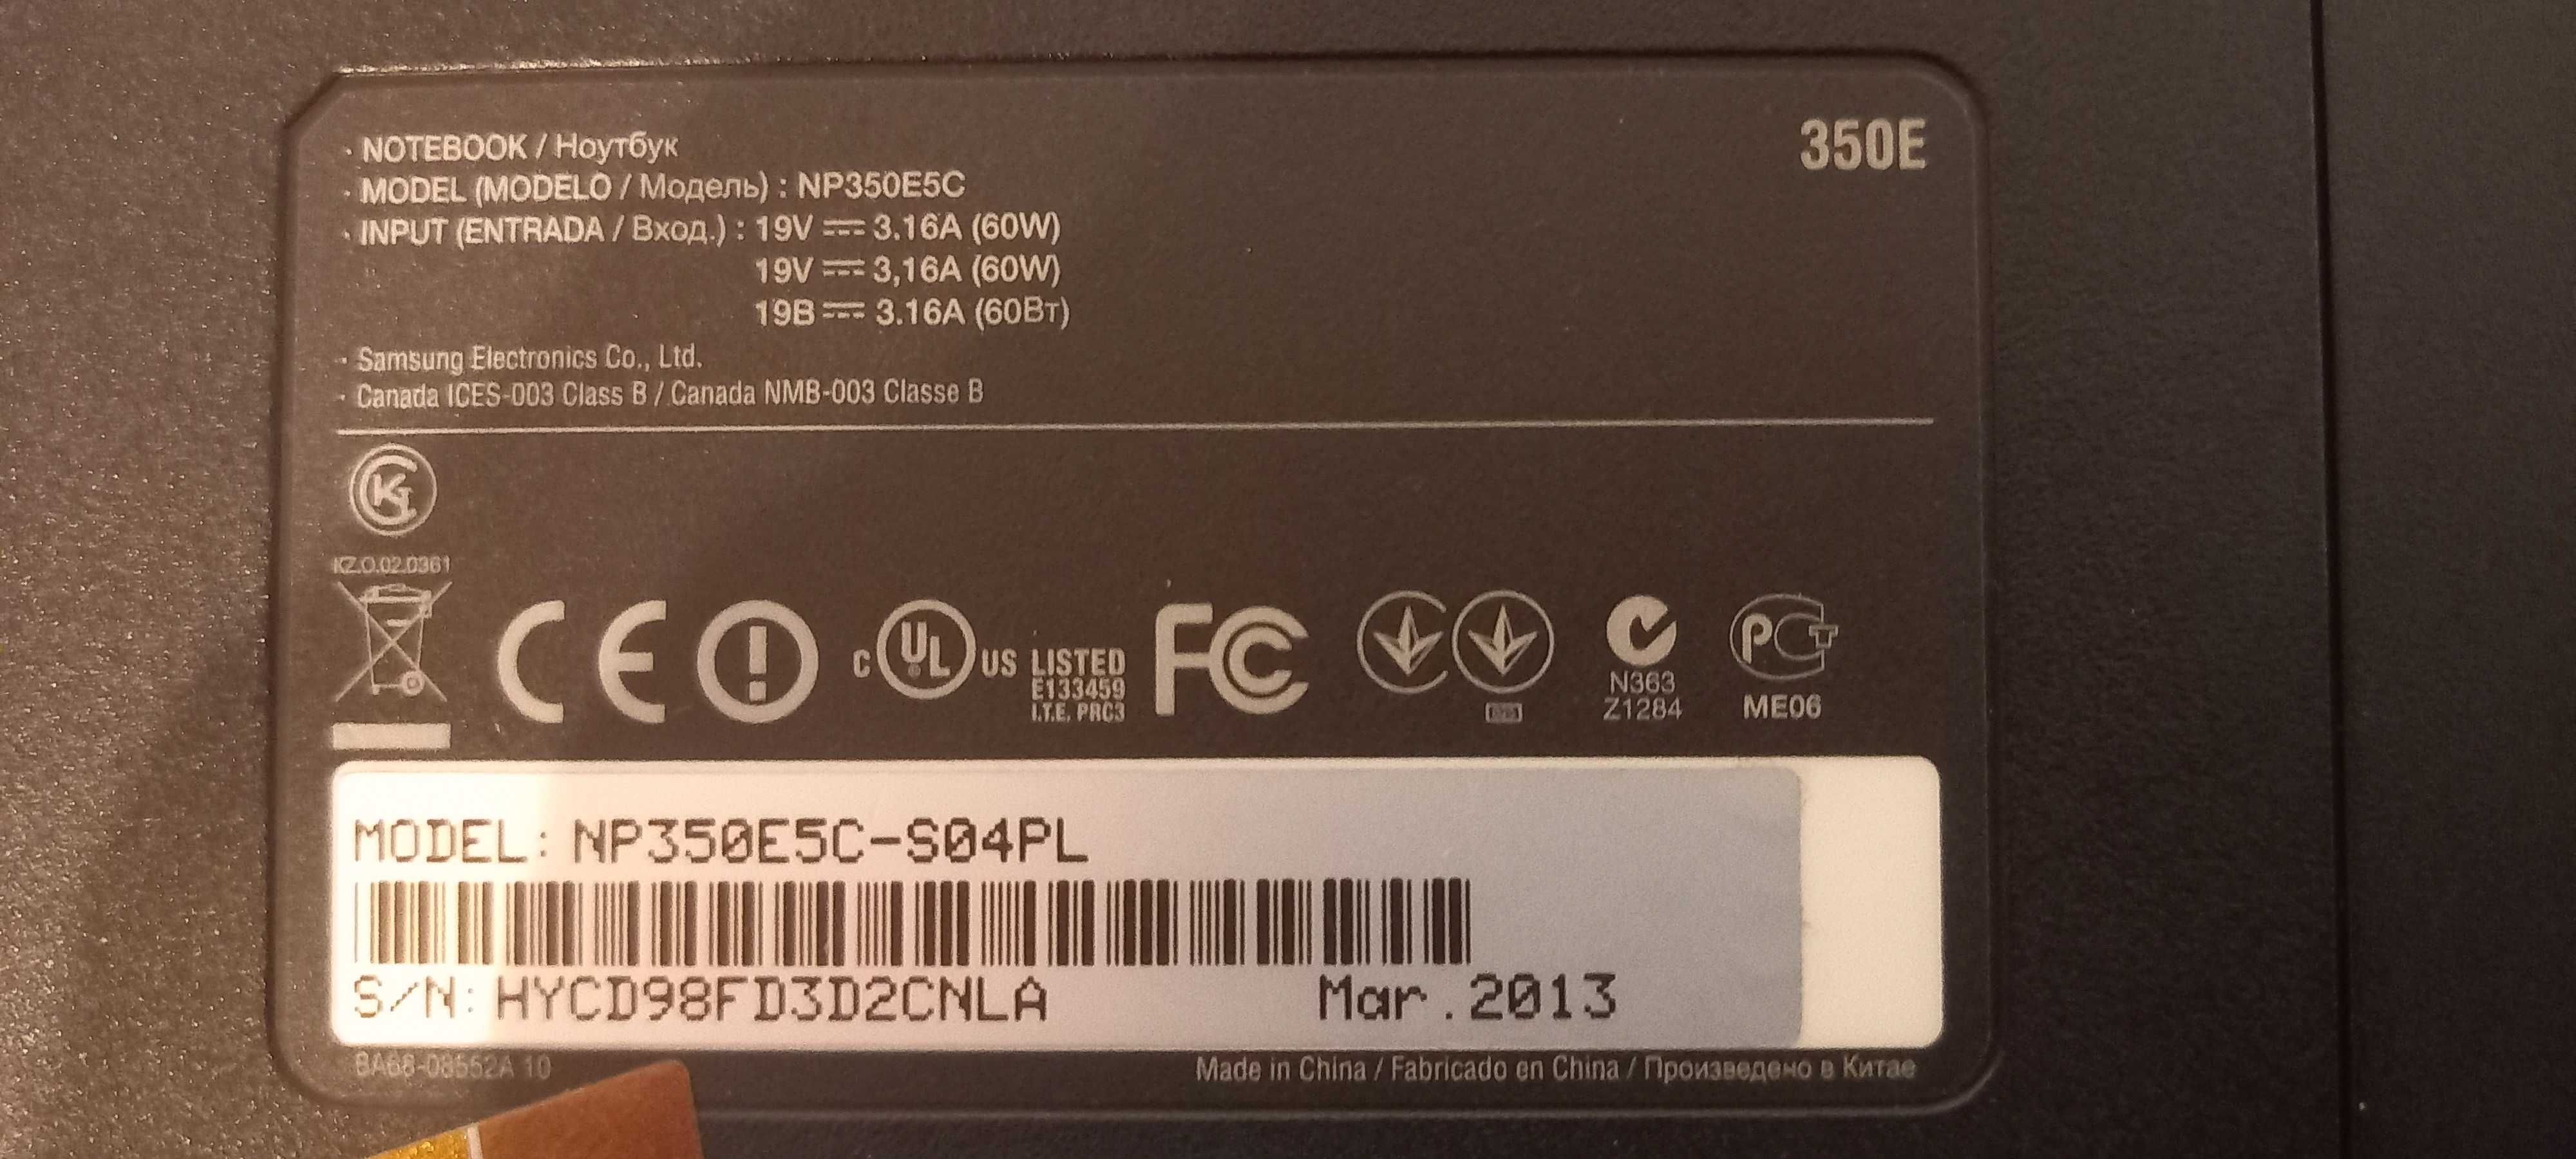 350E
· NOTEBOOK / Ноутбук
· MODEL (MODELO / Модель) : NP350E5C
· INPUT (ENTRADA / Вход.) : 19V 3.16A (60W)
19V 3,16A (60W)
19В 3.16A (60Вт)
· Samsung Electronics Co., Ltd.
· Canada ICES-003 Class B / Canada NMB-003 Classe B
KZ.O.02.0361
CE
C UL US LISTED
E133459
I.T.E. PRC3
FC
N363
Z1284
PCT
ME06
MODEL: NP350E5C-S04PL
S/N: HYCD98FD3D2CNLA Mar.2013
BA68-08552A 10
Made in China / Fabricado en China / Произведено в Китае